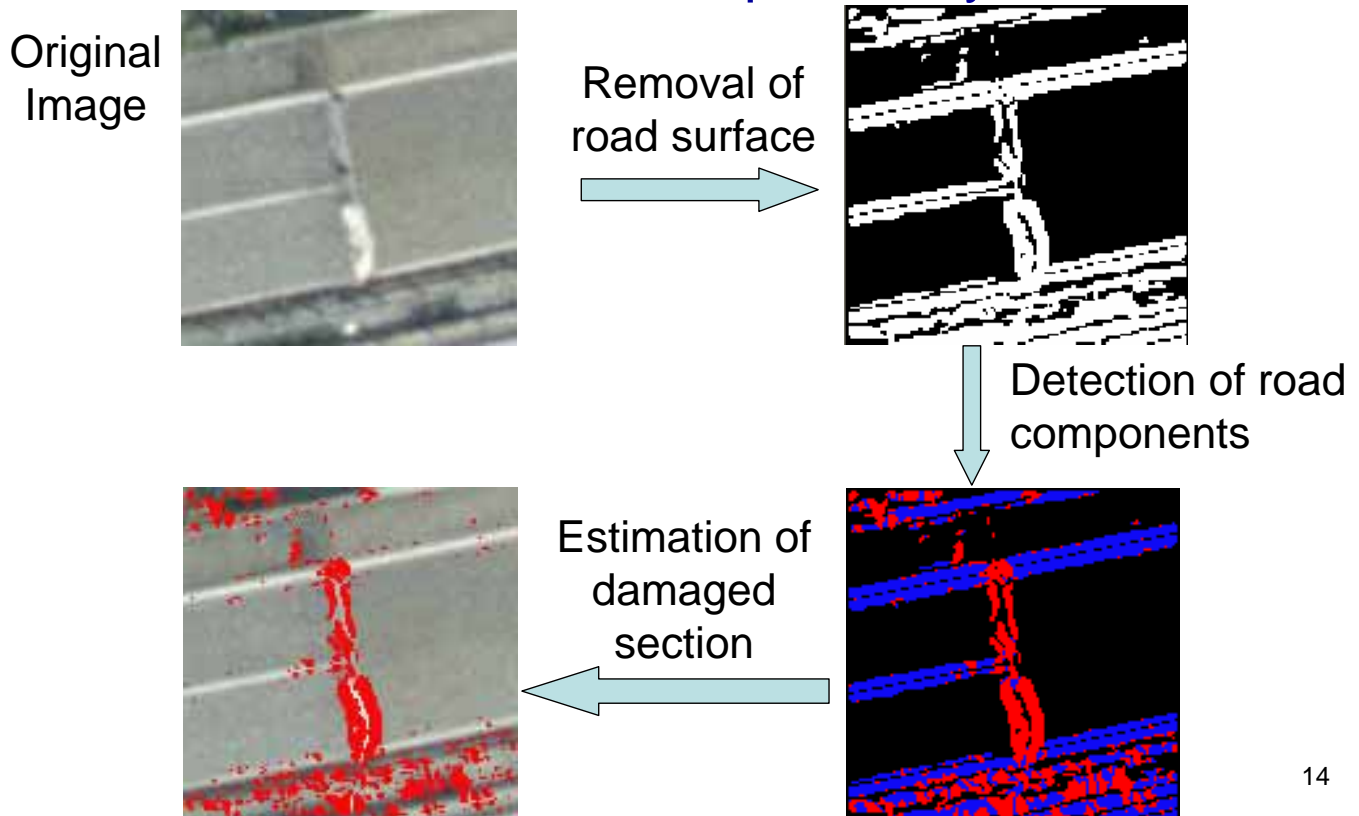 Original
Image
Removal of
road surface
Detection of road
components
Estimation of
damaged
section
14